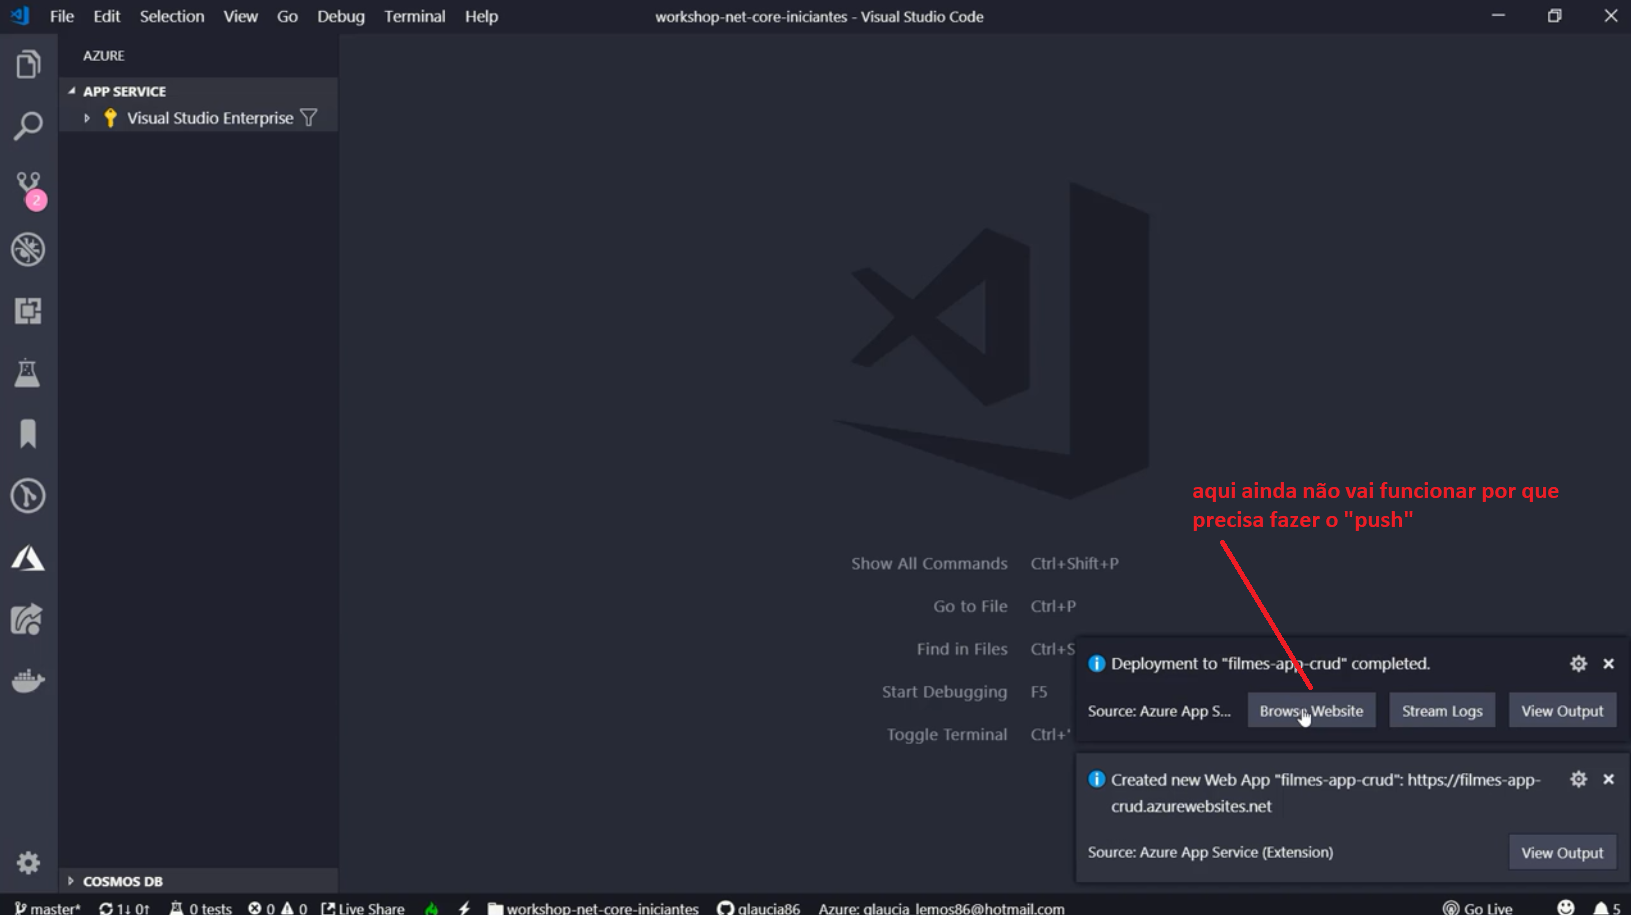 File Edit Selection View Go Debug Terminal Help
workshop-net-core-iniciantes - Visual Studio Code
AZURE
APP SERVICE
Visual Studio Enterprise
2
aqui ainda não vai funcionar por que
precisa fazer o "push"
Show All Commands Ctrl+Shift+P
Go to File Ctrl+P
Find in Files Ctrl+S
Start Debugging F5
Toggle Terminal Ctrl+'
Deployment to "filmes-app-crud" completed.
Source: Azure App S... Browse Website Stream Logs View Output
Created new Web App "filmes-app-crud": https://filmes-app-
crud.azurewebsites.net
Source: Azure App Service (Extension) View Output
COSMOS DB
master* 1↓ 0↑ 0 tests 0 0 Live Share workshop-net-core-iniciantes glaucia86 Azure: glaucia_lemos86@hotmail.com Go Live 5